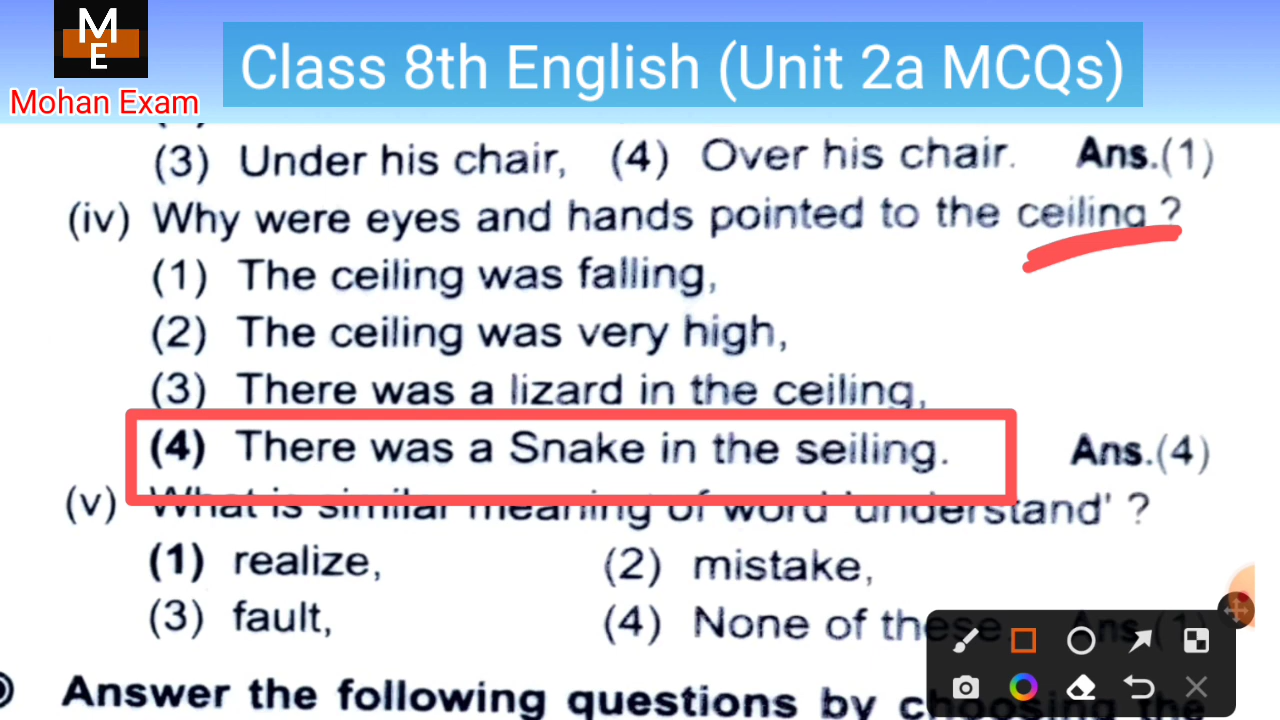 M
E
Mohan Exam
Class 8th English (Unit 2a MCQs)
(3) Under his chair, (4) Over his chair. Ans.(1)
(iv) Why were eyes and hands pointed to the ceiling ?
(1) The ceiling was falling,
(2) The ceiling was very high,
(3) There was a lizard in the ceiling,
(4) There was a Snake in the seiling. Ans.(4)
(v) What is similar meaning of word 'understand' ?
(1) realize, (2) mistake,
(3) fault, (4) None of these Ans.(1)
Answer the following questions by choosing the